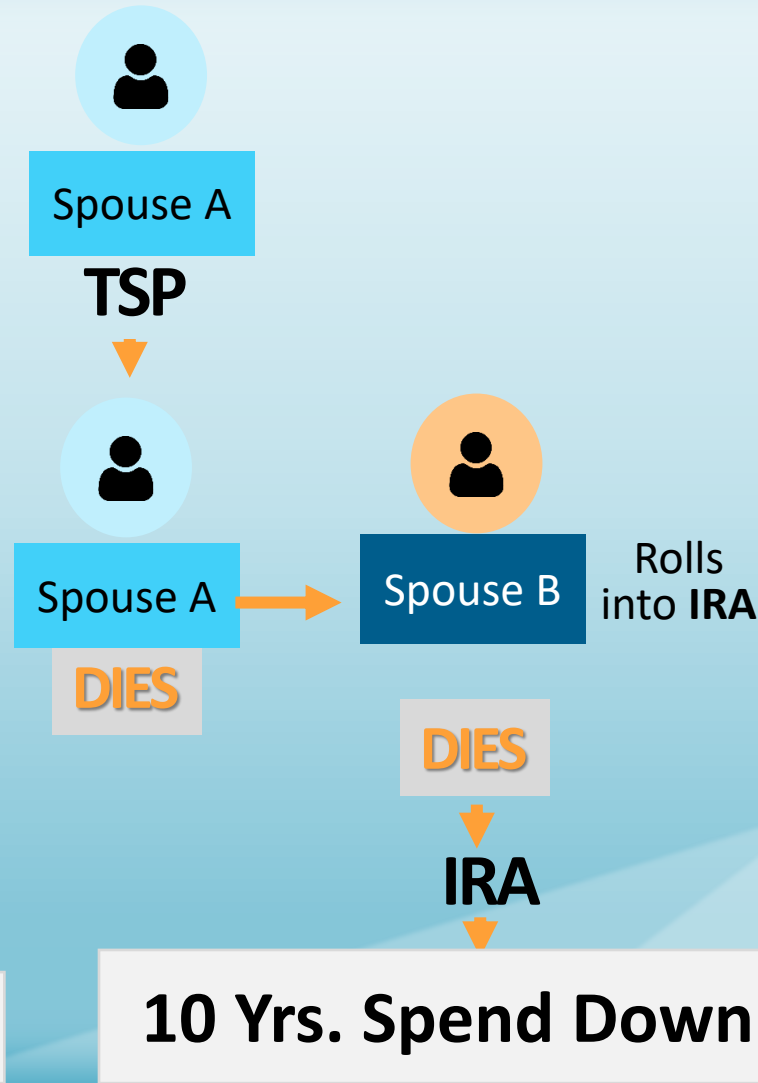 Spouse A
TSP
Spouse A
Spouse B
Rolls
into IRA
DIES
DIES
IRA
10 Yrs. Spend Down